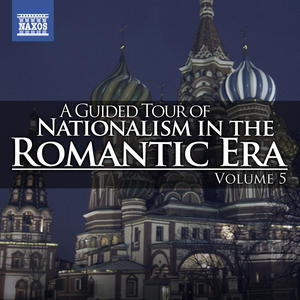 NAXOS
A GUIDED TOUR OF
NATIONALISM IN THE
ROMANTIC ERA
VOLUME 5